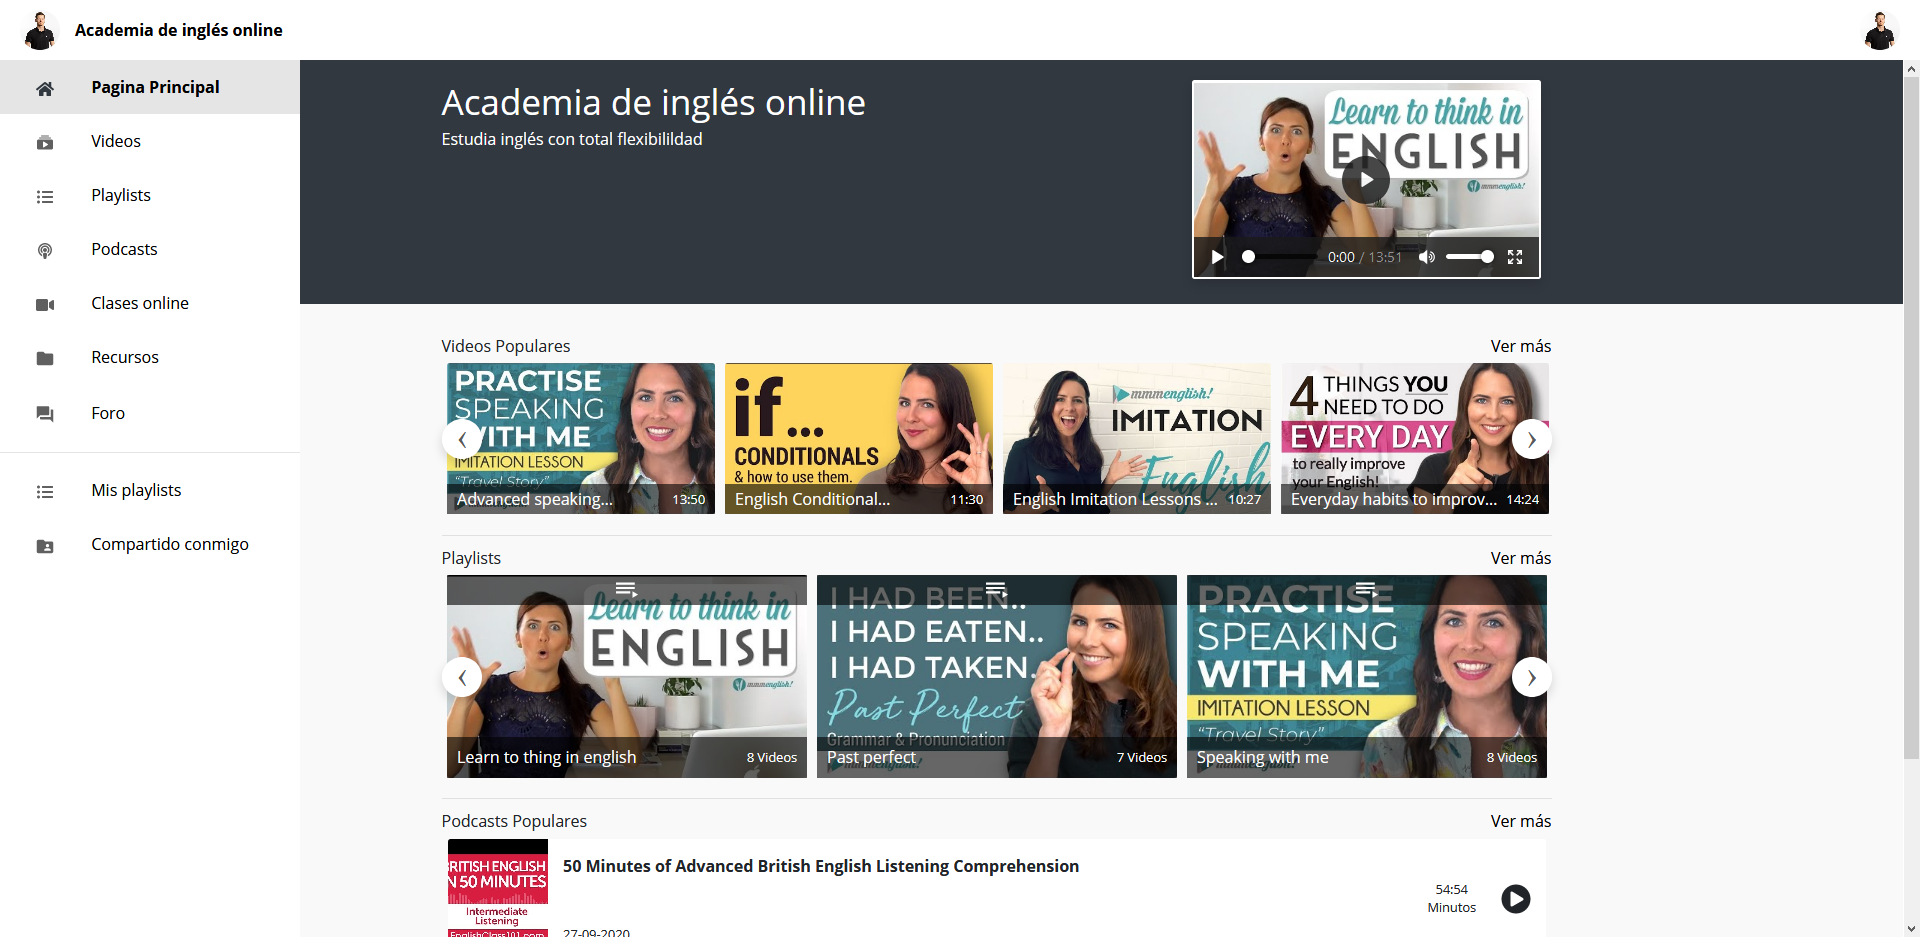 Academia de inglés online
Pagina Principal
Videos
Playlists
Podcasts
Clases online
Recursos
Foro
Mis playlists
Compartido conmigo
Academia de inglés online
Estudia inglés con total flexibilildad
Learn to think in
ENGLISH
mmmenglish!
0:00 / 13:51
Videos Populares
Ver más
PRACTISE
SPEAKING
WITH ME
IMITATION LESSON
"Travel Story"
Advanced speaking...
13:50
if...
CONDITIONALS
& how to use them.
English Conditional...
11:30
mmmenglish!
IMITATION
English
English Imitation Lessons ...
10:27
4 THINGS YOU
NEED TO DO
EVERY DAY
to really improve
your English!
Everyday habits to improv...
14:24
Playlists
Ver más
Learn to think in
ENGLISH
mmmenglish!
Learn to thing in english
8 Videos
I HAD BEEN..
I HAD EATEN..
I HAD TAKEN..
Past Perfect
Grammar & Pronunciation
mmmenglish!
Past perfect
7 Videos
PRACTISE
SPEAKING
WITH ME
IMITATION LESSON
"Travel Story"
Speaking with me
8 Videos
Podcasts Populares
Ver más
BRITISH ENGLISH
IN 50 MINUTES
Intermediate
Listening
EnglishClass101.com
50 Minutes of Advanced British English Listening Comprehension
54:54
Minutos
27-09-2020